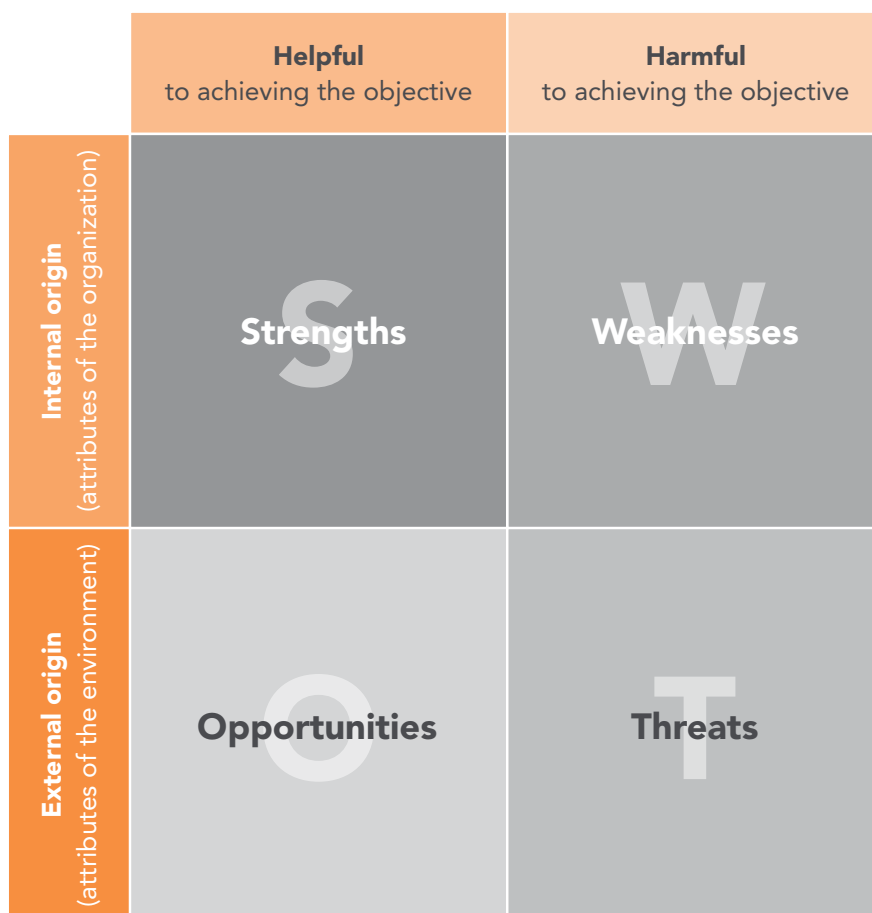 Helpful
to achieving the objective
Harmful
to achieving the objective
Internal origin
(attributes of the organization)
S
Strengths
W
Weaknesses
External origin
(attributes of the environment)
O
Opportunities
T
Threats